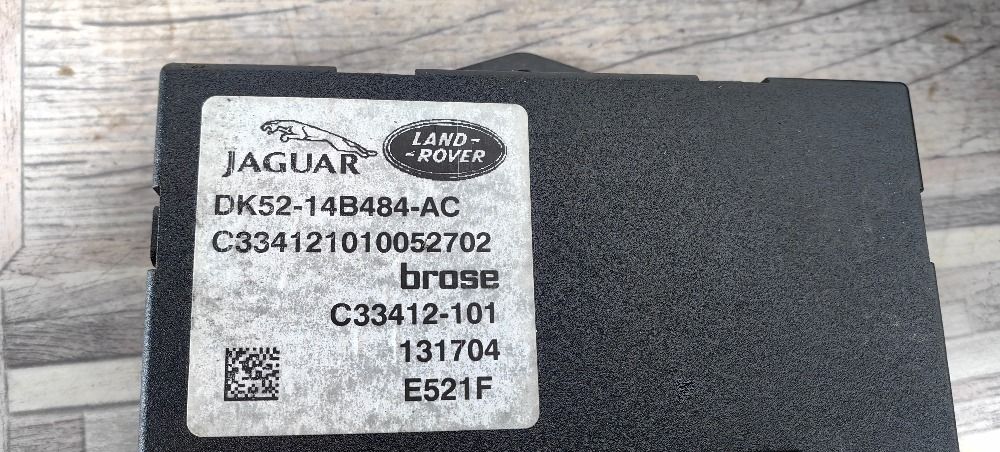 JAGUAR
LAND-
-ROVER
DK52-14B484-AC
C334121010052702
brose
C33412-101
131704
E521F